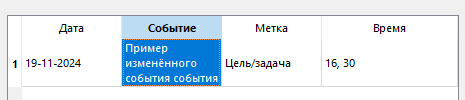 Дата Событие Метка Время
1 19-11-2024 Пример изменённого события события Цель/задача 16, 30